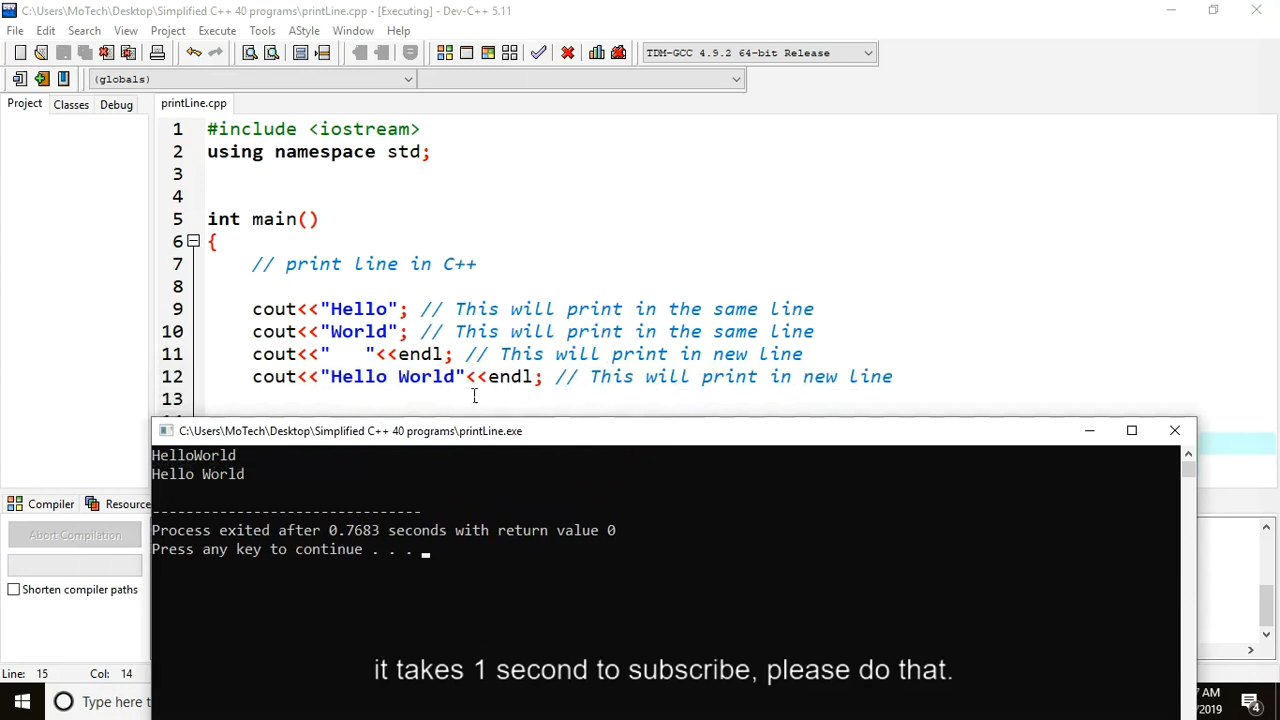 C:\Users\MoTech\Desktop\Simplified C++ 40 programs\printLine.cpp - [Executing] - Dev-C++ 5.11
File Edit Search View Project Execute Tools AStyle Window Help
TDM-GCC 4.9.2 64-bit Release
(globals)
Project Classes Debug printLine.cpp
1 #include <iostream>
2 using namespace std;
3
4
5 int main()
6 {
7 // print line in C++
8
9 cout<<"Hello"; // This will print in the same line
10 cout<<"World"; // This will print in the same line
11 cout<<"   "<<endl; // This will print in new line
12 cout<<"Hello World"<<endl; // This will print in new line
13
C:\Users\MoTech\Desktop\Simplified C++ 40 programs\printLine.exe
HelloWorld
Hello World
--------------------------------
Process exited after 0.7683 seconds with return value 0
Press any key to continue . . .
Compiler Resource
Abort Compilation
Shorten compiler paths
it takes 1 second to subscribe, please do that.
Line: 15 Col: 14
Type here t
7 AM
/2019
4